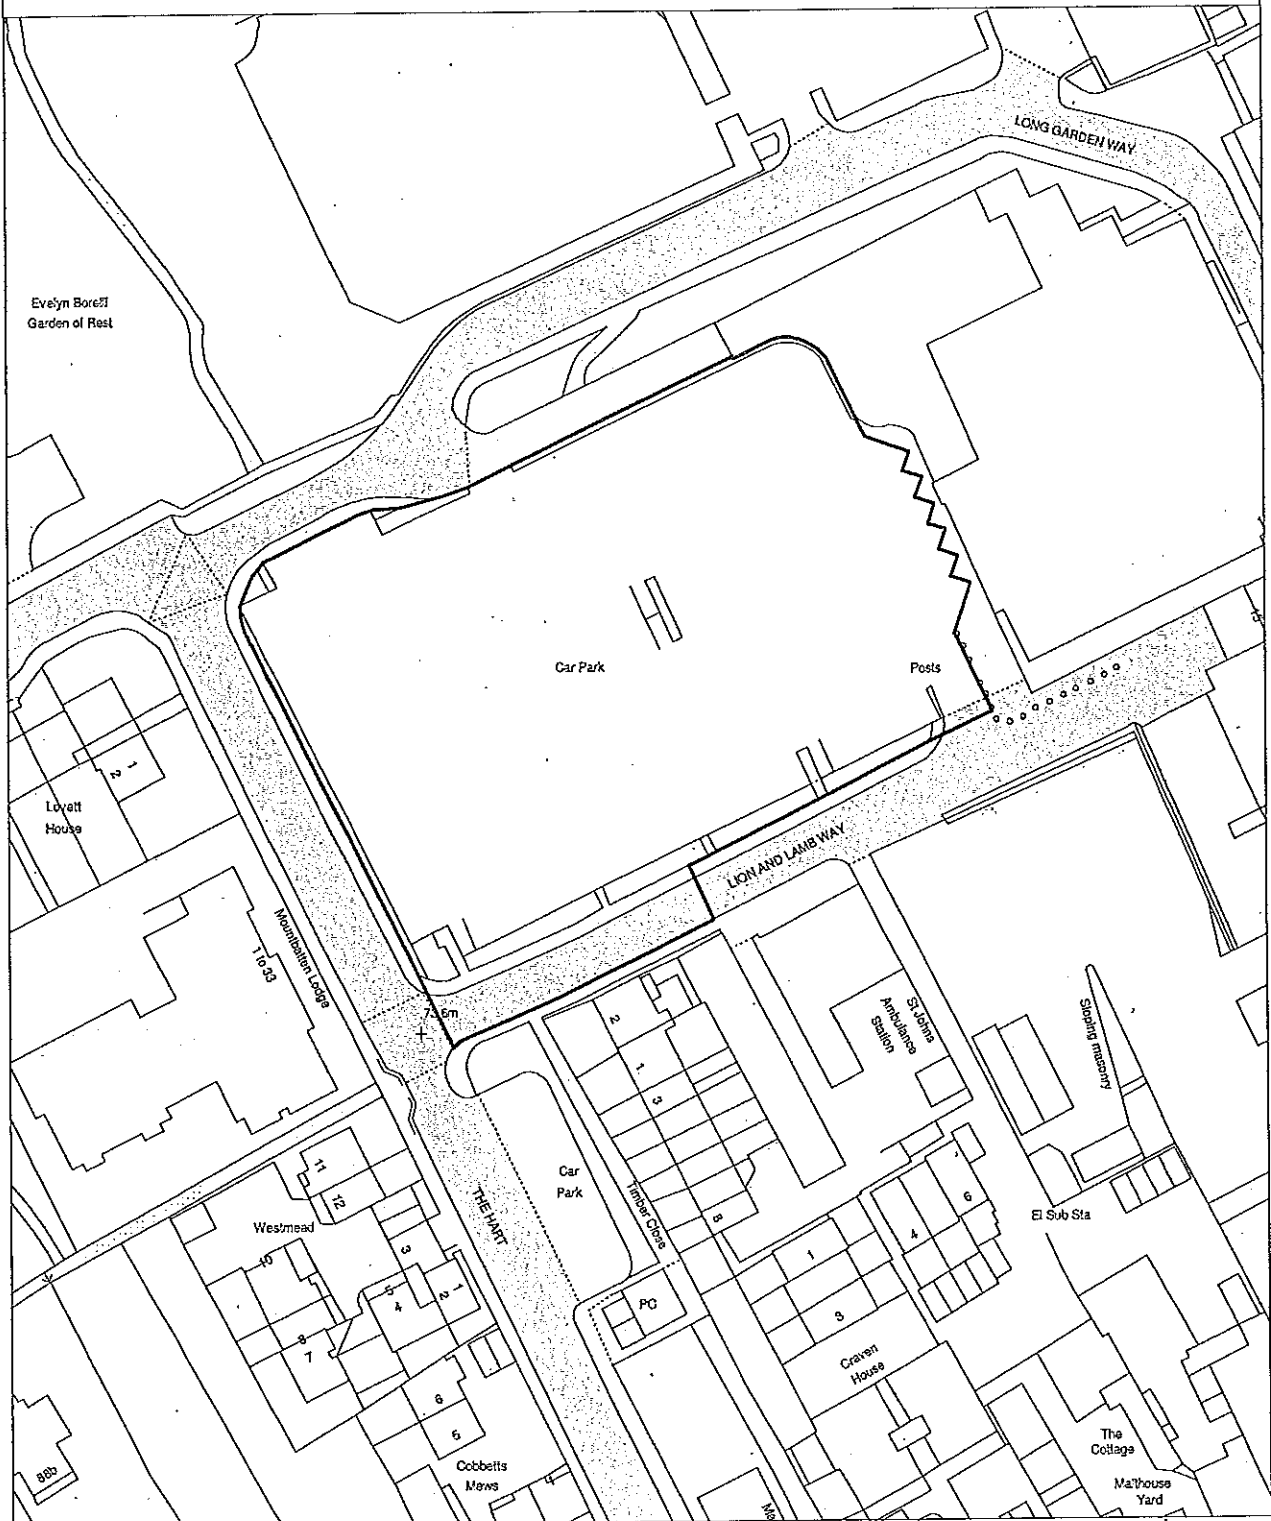 LONG GARDEN WAY
Evelyn Borelli
Garden of Rest
Car Park
Posts
15
1
2
Lovett
House
LION AND LAMB WAY
Mountbatten Lodge
1 to 33
73.6m
St Johns
Ambulance
Station
Sloping masonry
2
1
3
8
Car
Park
Timber Close
THE HART
11
12
Westmead
10
3
5
4
1
2
8
7
6
5
6
4
El Sub Sta
1
3
PC
Craven
House
The
Cottage
Malthouse
Yard
Cobbetts
Mews
4
88b